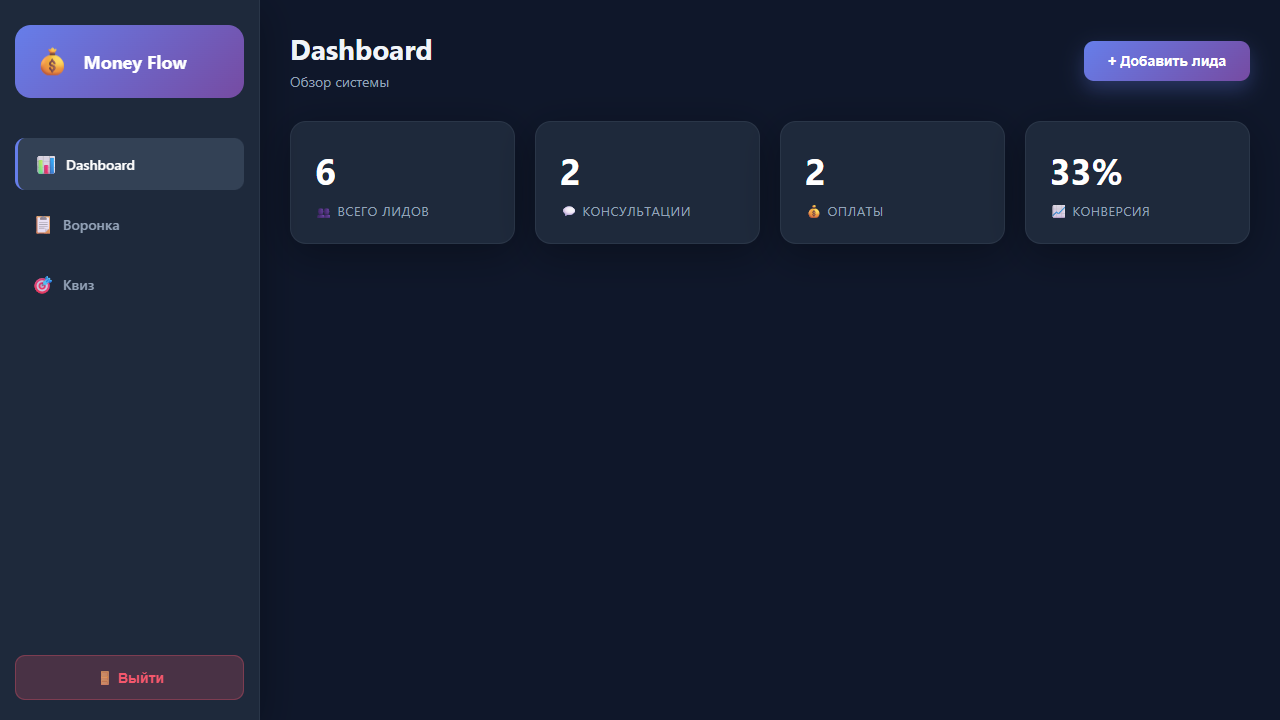 Money Flow
Dashboard
Воронка
Квиз
Выйти
Dashboard
Обзор системы
+ Добавить лида
6
ВСЕГО ЛИДОВ
2
КОНСУЛЬТАЦИИ
2
ОПЛАТЫ
33%
КОНВЕРСИЯ